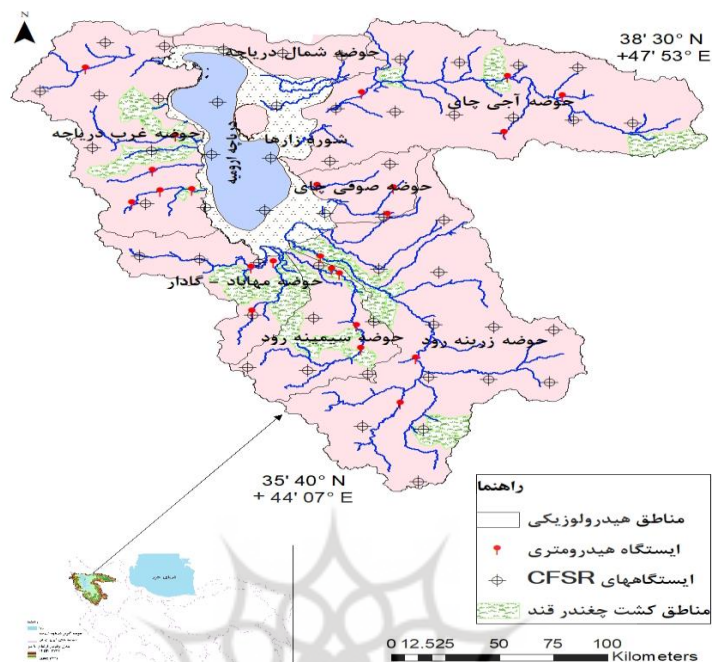 N
38° 30° N
+47° 53° E
حوضه شمال دریاچه
حوضه آجی چای
حوضه غرب دریاچه
دریاچه ارومیه
شوره زارها
حوضه صوفی چای
حوضه مهاباد - گادار
حوضه سیمینه رود
حوضه زرینه رود
35° 40° N
+ 44° 07° E
راهنما
مناطق هیدرولوزیکی
ایستگاه هیدرومتری
ایستگاههای CFSR
مناطق کشت چغندر قند
0 12.525 50 75 100
Kilometers